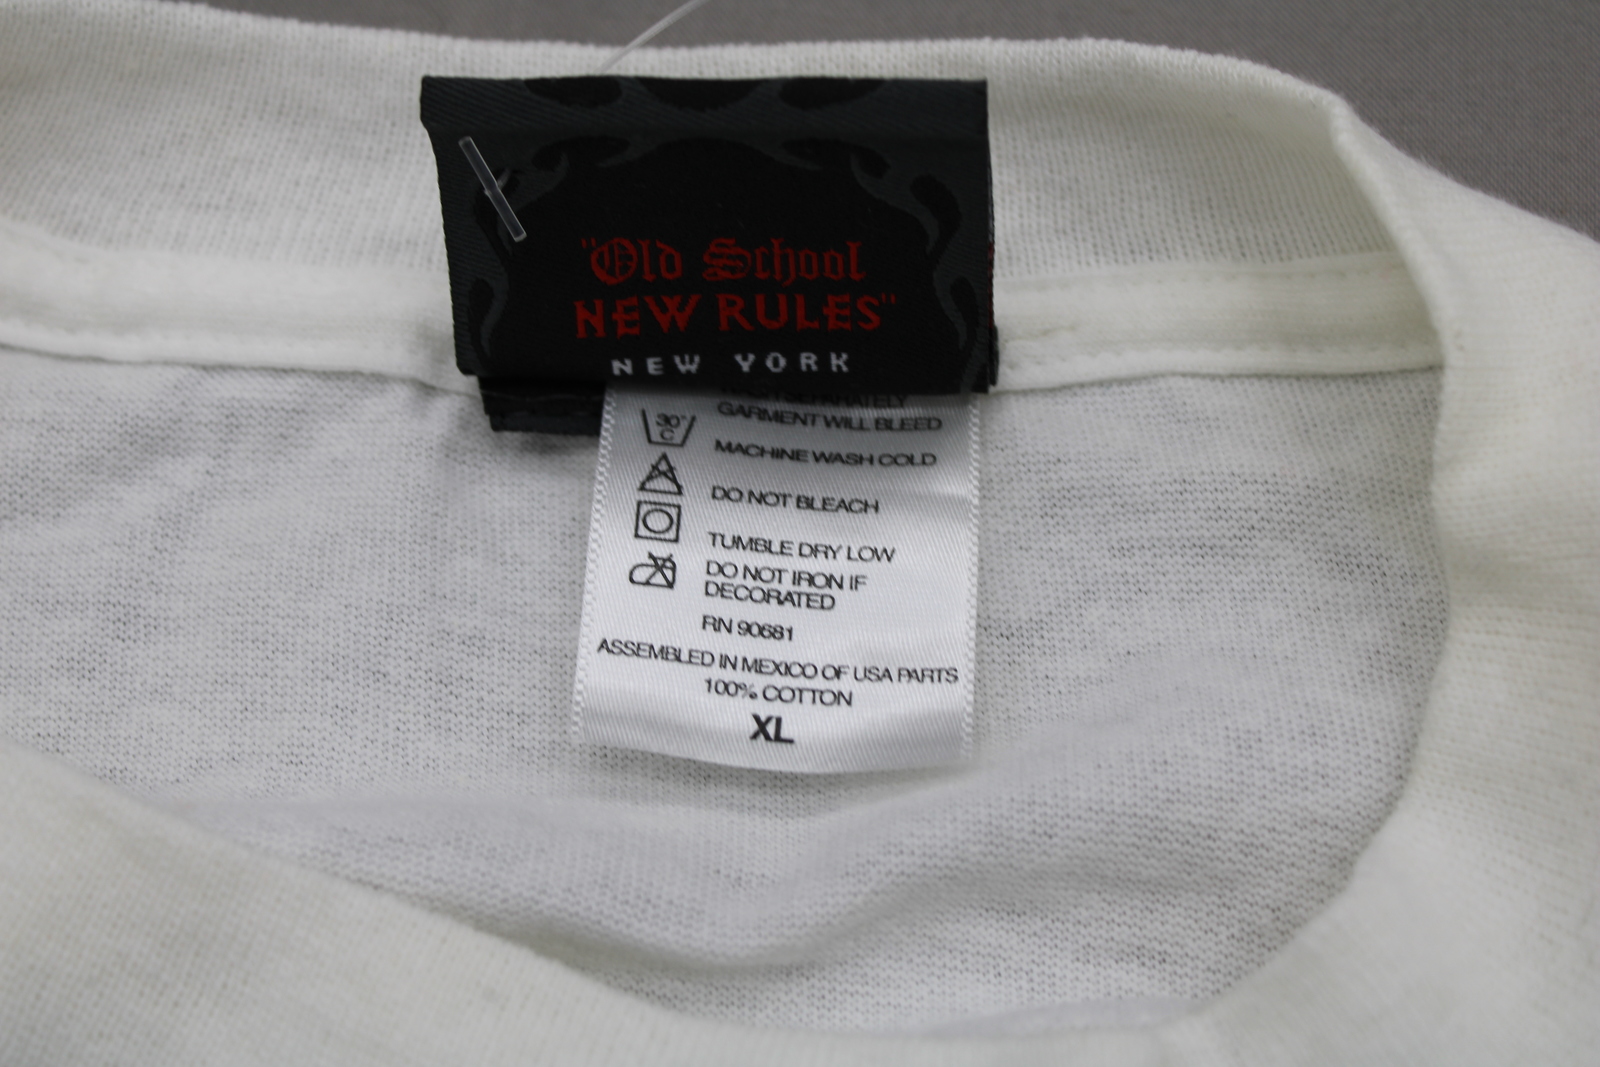 "Old School
NEW RULES"
NEW YORK
SEPARATELY
GARMENT WILL BLEED
30°
C
MACHINE WASH COLD
DO NOT BLEACH
TUMBLE DRY LOW
DO NOT IRON IF
DECORATED
RN 90681
ASSEMBLED IN MEXICO OF USA PARTS
100% COTTON
XL